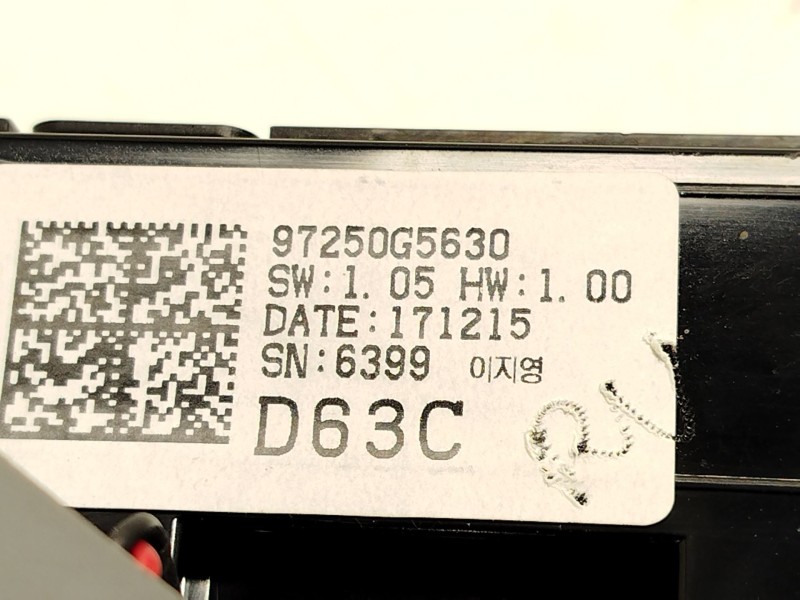 97250G5630
SW:1. 05 HW:1. 00
DATE:171215
SN:6399 이지영
D63C